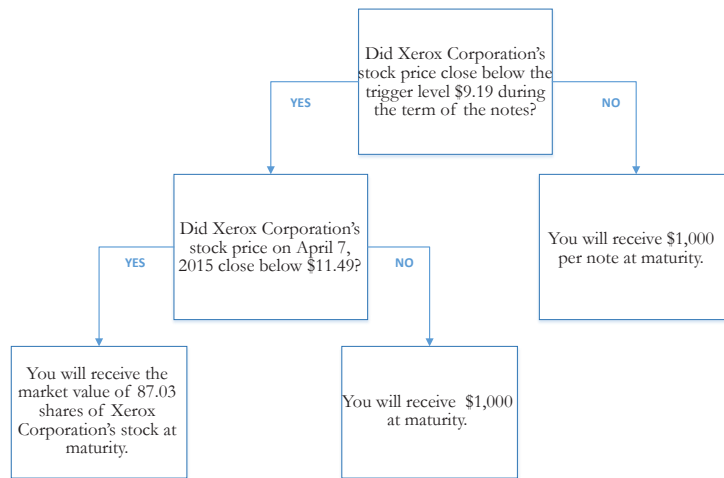 Did Xerox Corporation's
stock price close below the
trigger level $9.19 during
the term of the notes?
YES
NO
Did Xerox Corporation's
stock price on April 7,
2015 close below $11.49?
You will receive $1,000
per note at maturity.
YES
NO
You will receive the
market value of 87.03
shares of Xerox
Corporation's stock at
maturity.
You will receive $1,000
at maturity.